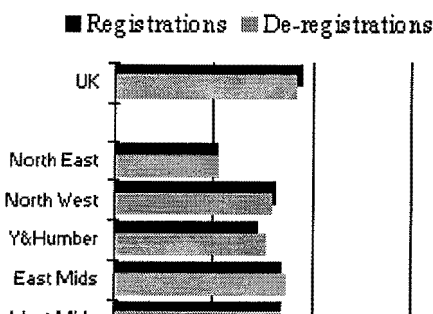 Registrations De-registrations
UK
North East
North West
Y&Humber
East Mids